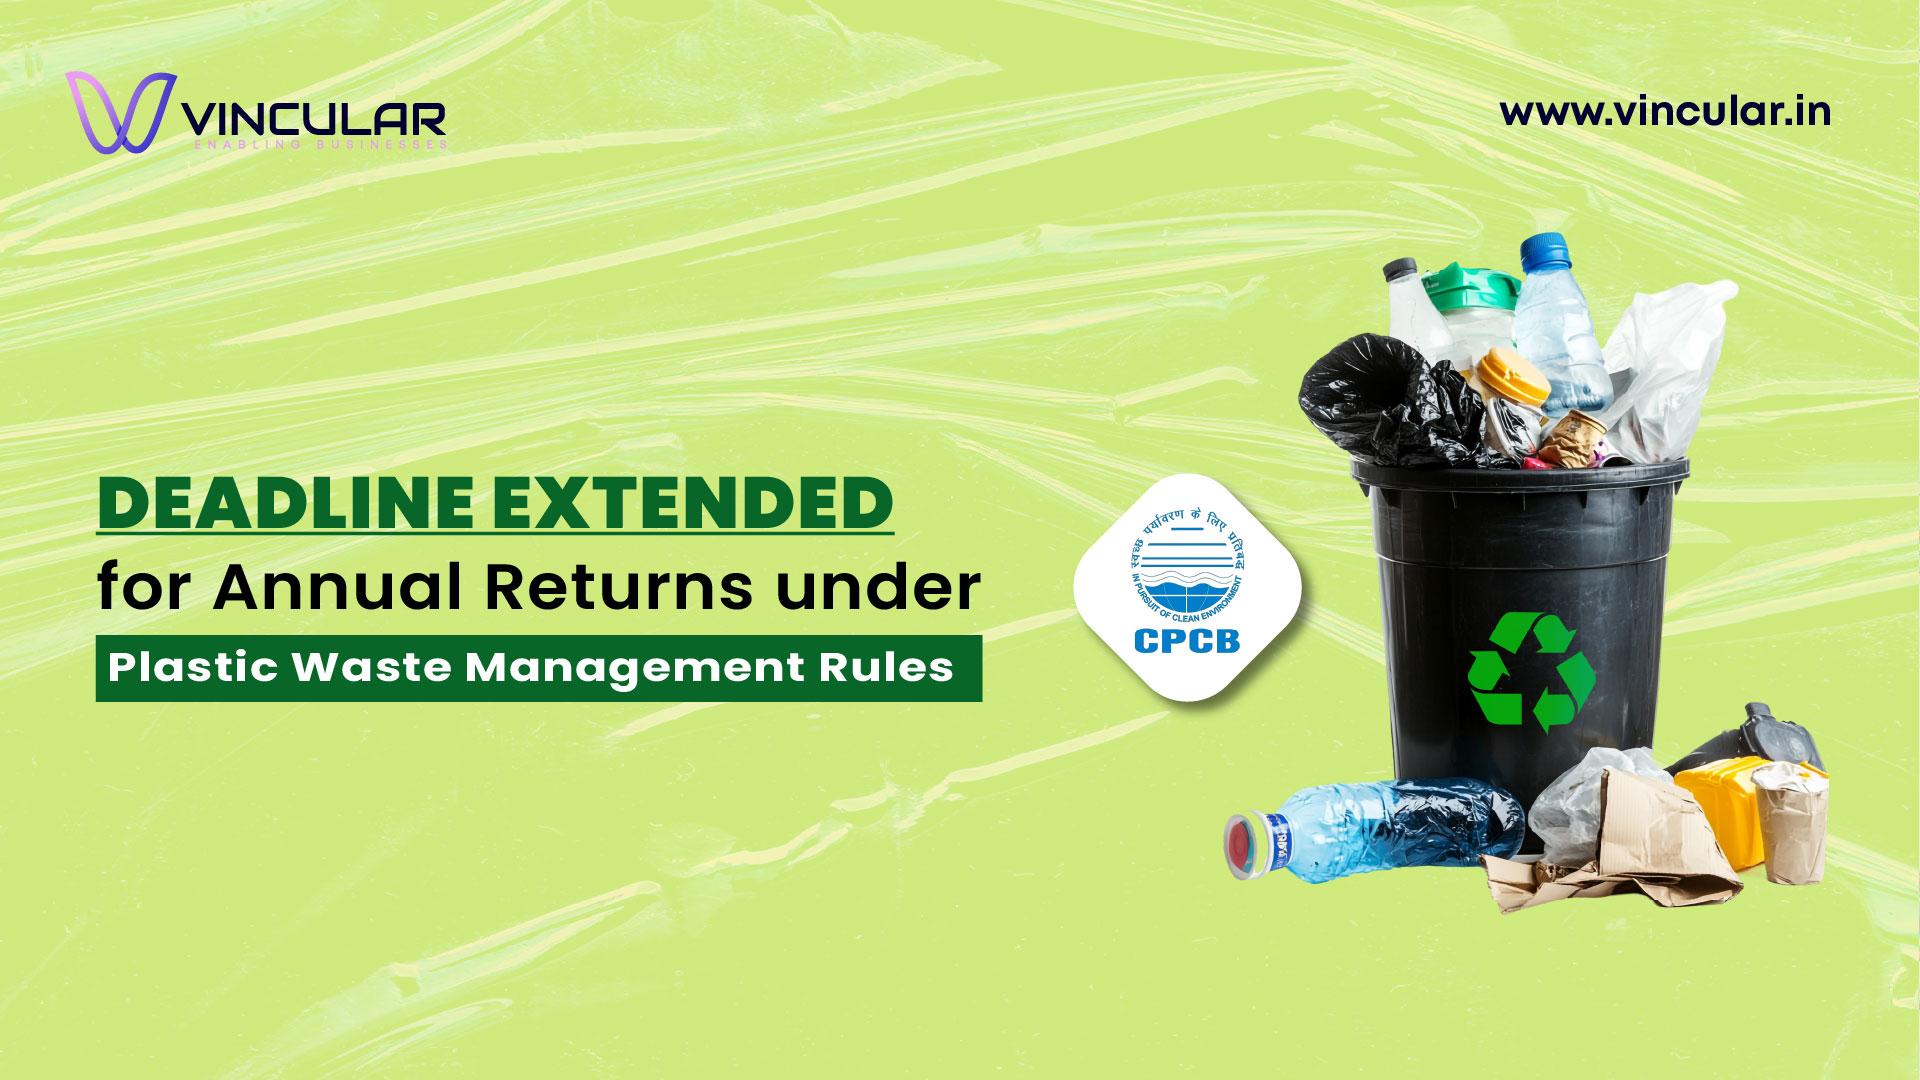 VINCULAR
ENABLING BUSINESSES
www.vincular.in
DEADLINE EXTENDED
for Annual Returns under
Plastic Waste Management Rules
स्वच्छ पर्यावरण के लिए प्रतिबद्ध
IN PURSUIT OF CLEAN ENVIRONMENT
CPCB